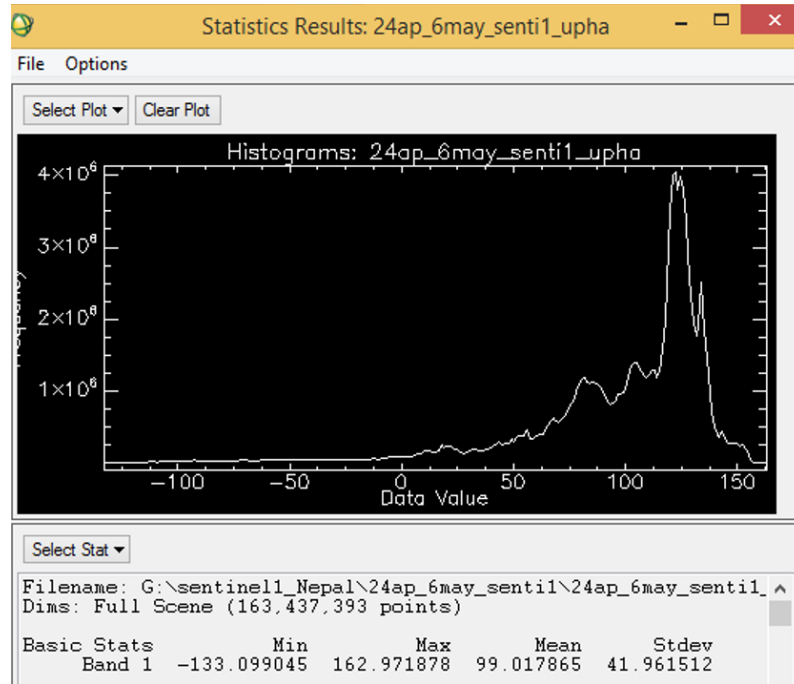 Statistics Results: 24ap_6may_senti1_upha
File Options
Select Plot Clear Plot
Histograms: 24ap_6may_senti1_upha
4×10⁶
3×10⁶
2×10⁶
1×10⁶
Frequency
-100 -50 0 50 100 150
Data Value
Select Stat
Filename: G:\sentinel1_Nepal\24ap_6may_senti1\24ap_6may_senti1_
Dims: Full Scene (163,437,393 points)
Basic Stats Min Max Mean Stdev
Band 1 -133.099045 162.971878 99.017865 41.961512